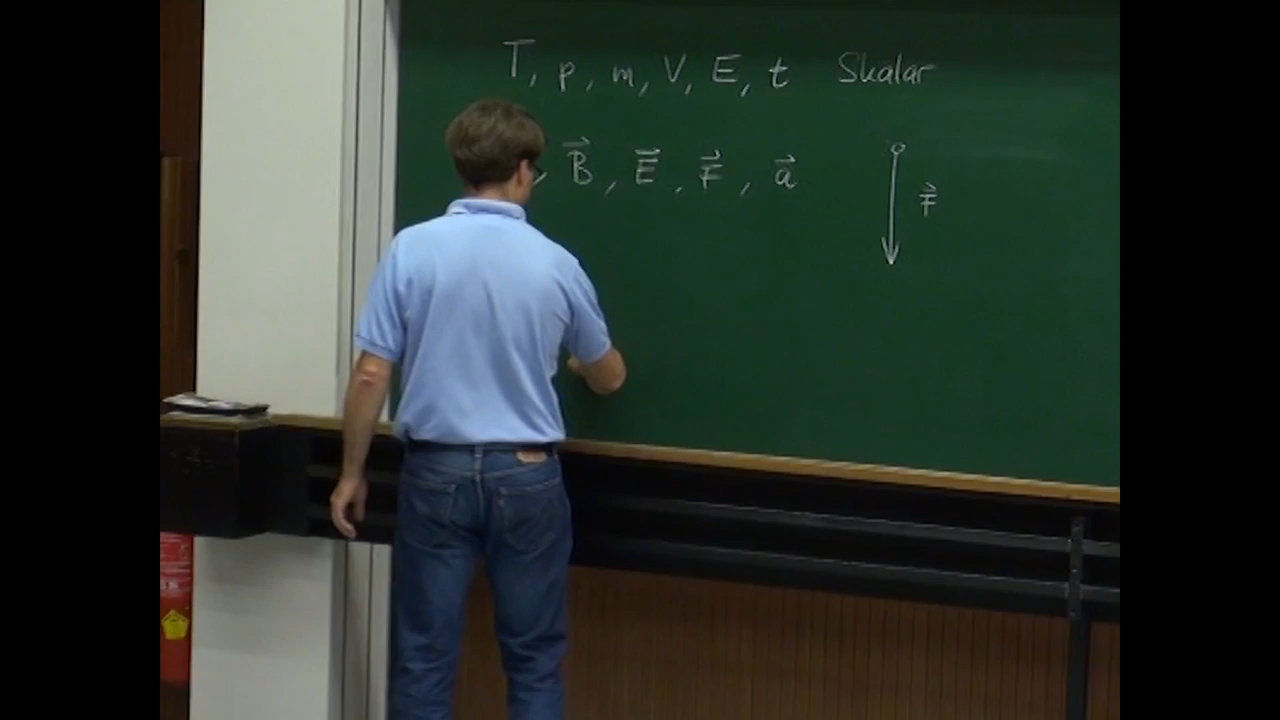 T, p, m, V, E, t Skalar
, B⃗, E⃗, F⃗, a⃗
F⃗